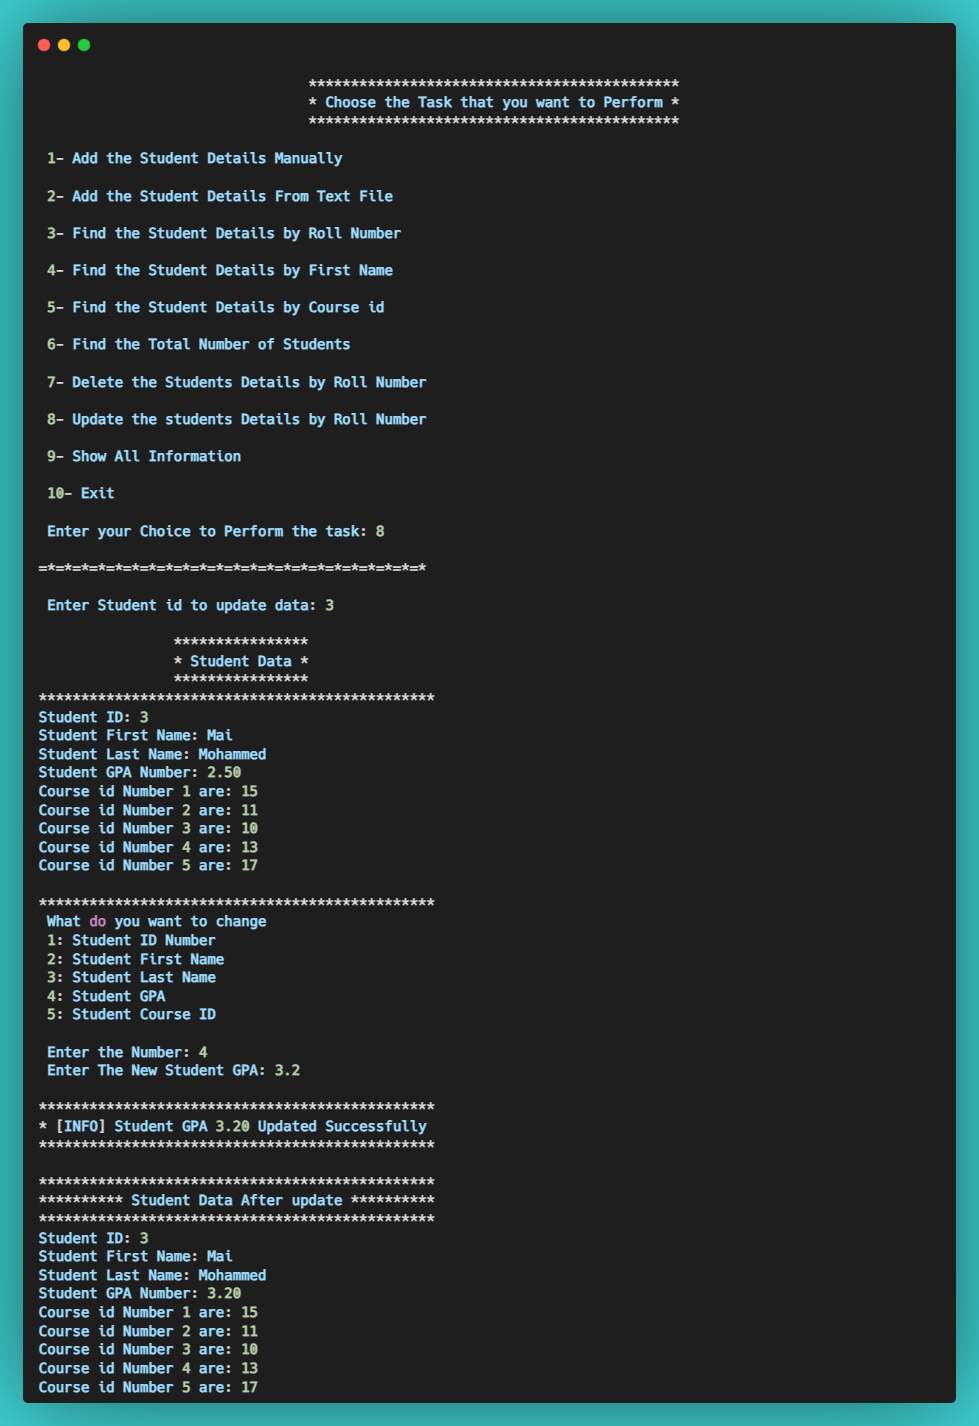 ********************************************
* Choose the Task that you want to Perform *
********************************************
1- Add the Student Details Manually
2- Add the Student Details From Text File
3- Find the Student Details by Roll Number
4- Find the Student Details by First Name
5- Find the Student Details by Course id
6- Find the Total Number of Students
7- Delete the Students Details by Roll Number
8- Update the students Details by Roll Number
9- Show All Information
10- Exit
Enter your Choice to Perform the task: 8
=*=*=*=*=*=*=*=*=*=*=*=*=*=*=*=*=*=*=*=*=*=*=*
Enter Student id to update data: 3
****************
* Student Data *
****************
***********************************************
Student ID: 3
Student First Name: Mai
Student Last Name: Mohammed
Student GPA Number: 2.50
Course id Number 1 are: 15
Course id Number 2 are: 11
Course id Number 3 are: 10
Course id Number 4 are: 13
Course id Number 5 are: 17
***********************************************
What do you want to change
1: Student ID Number
2: Student First Name
3: Student Last Name
4: Student GPA
5: Student Course ID
Enter the Number: 4
Enter The New Student GPA: 3.2
***********************************************
* [INFO] Student GPA 3.20 Updated Successfully
***********************************************
***********************************************
********** Student Data After update **********
***********************************************
Student ID: 3
Student First Name: Mai
Student Last Name: Mohammed
Student GPA Number: 3.20
Course id Number 1 are: 15
Course id Number 2 are: 11
Course id Number 3 are: 10
Course id Number 4 are: 13
Course id Number 5 are: 17